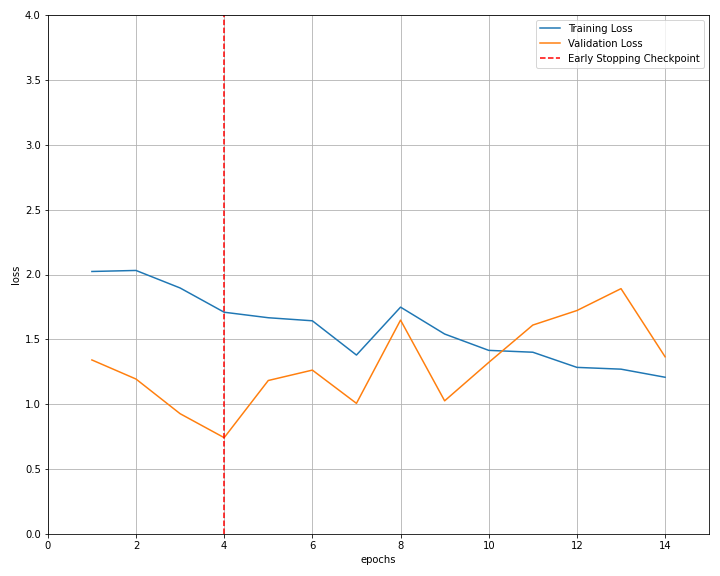 4.0
3.5
3.0
2.5
2.0
1.5
1.0
0.5
0.0
loss
Training Loss
Validation Loss
Early Stopping Checkpoint
0 2 4 6 8 10 12 14
epochs